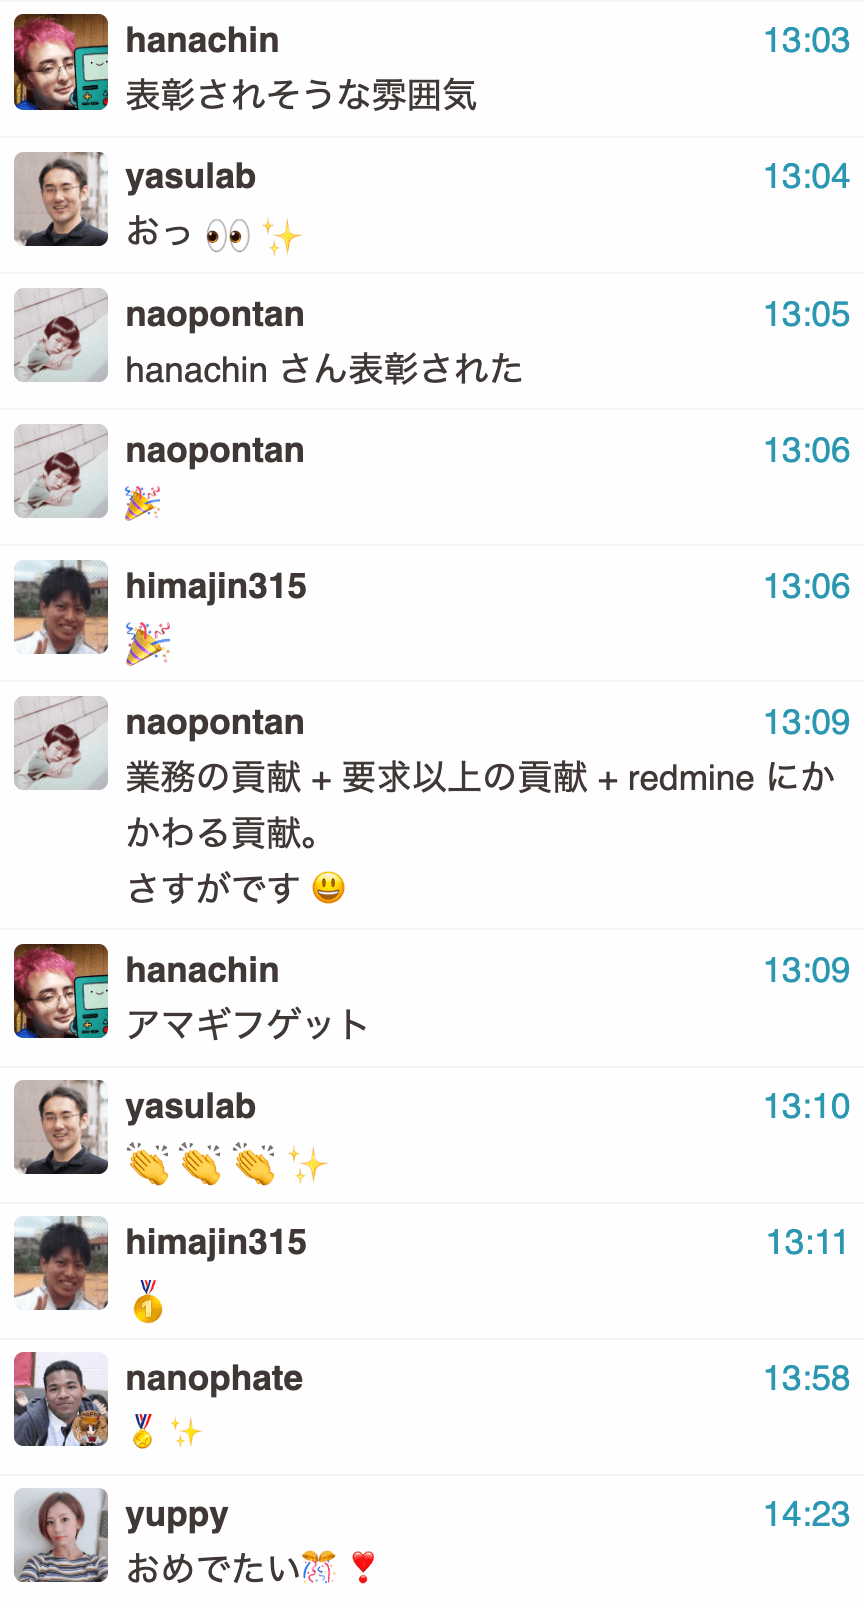 hanachin 13:03
表彰されそうな雰囲気
yasulab 13:04
おっ 👀 ✨
naopontan 13:05
hanachin さん表彰された
naopontan 13:06
🎉
himajin315 13:06
🎉
naopontan 13:09
業務の貢献 + 要求以上の貢献 + redmine にか
かわる貢献。
さすがです 😃
hanachin 13:09
アマギフゲット
yasulab 13:10
👏 👏 👏 ✨
himajin315 13:11
🥇
nanophate 13:58
🏅 ✨
yuppy 14:23
おめでたい🎊❣️